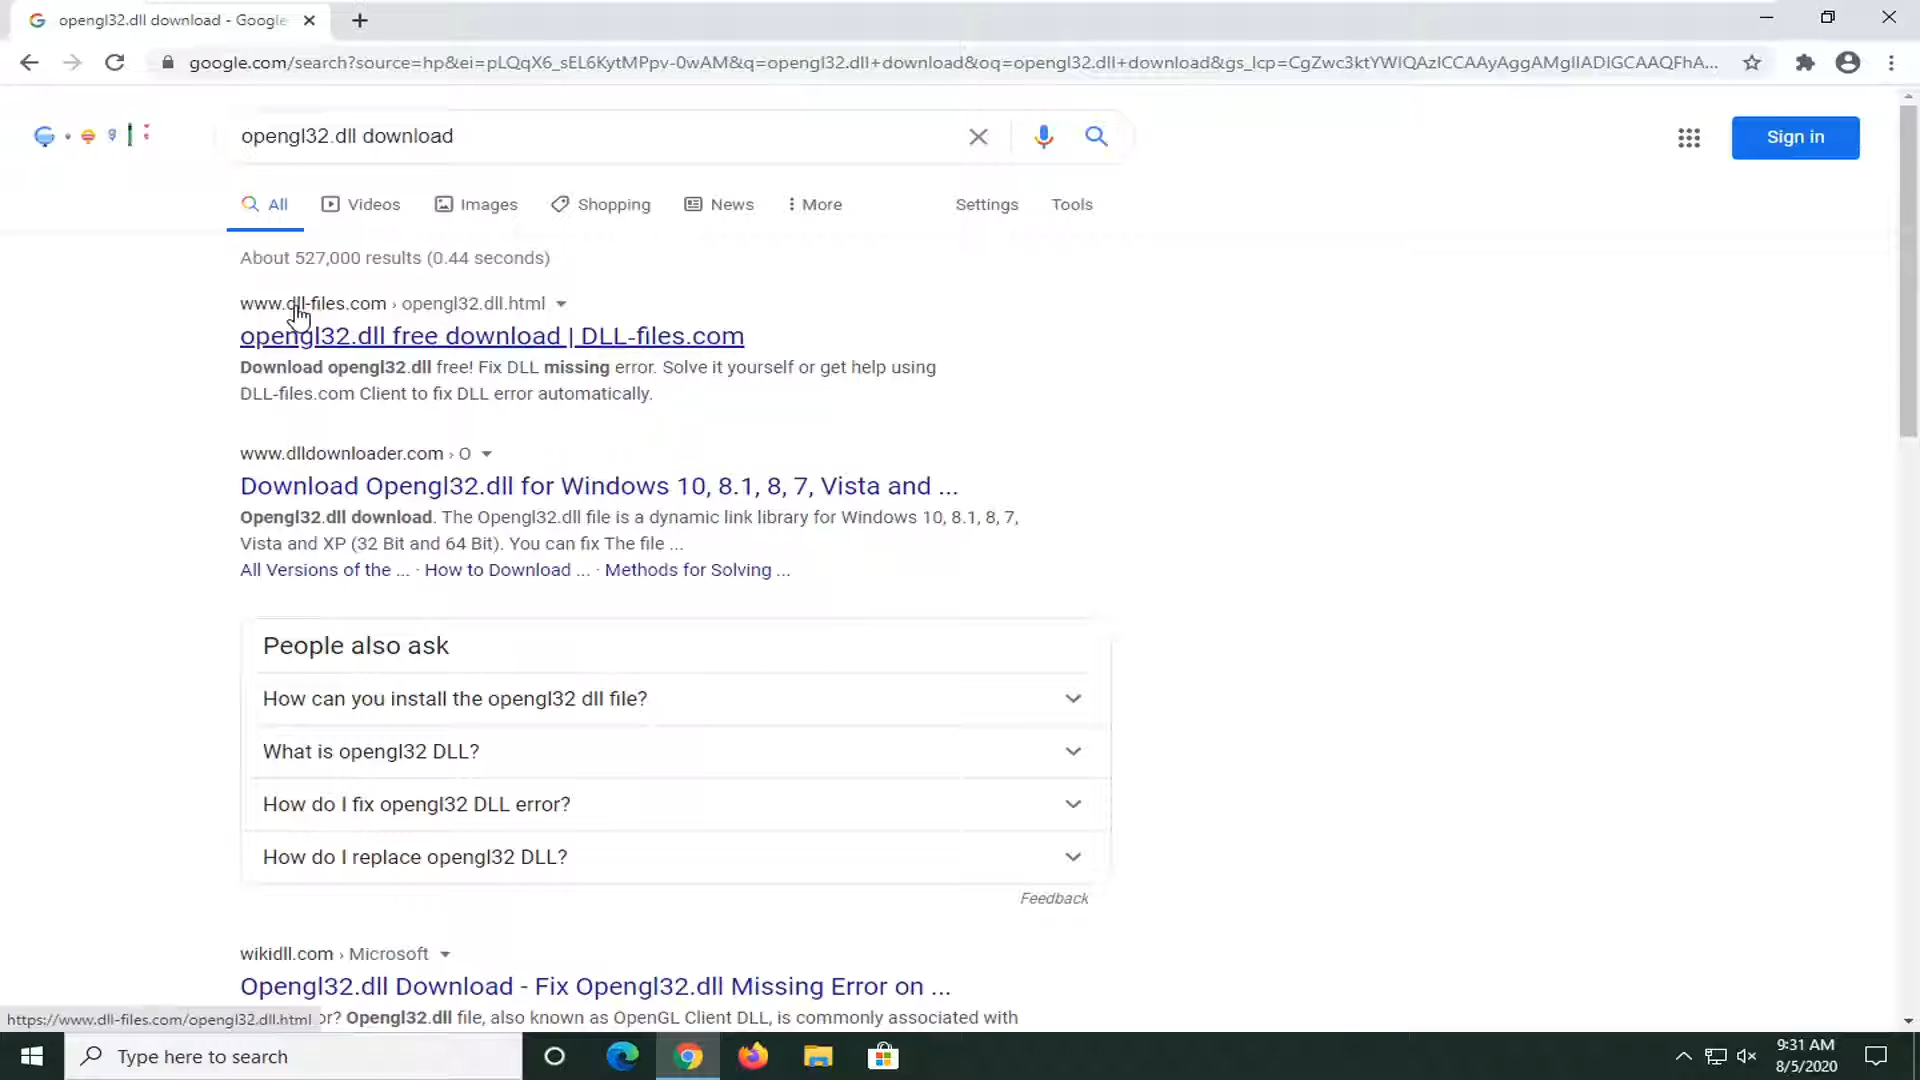 opengl32.dll download - Google
google.com/search?source=hp&ei=pLQqX6_sEL6KytMPpv-0wAM&q=opengl32.dll+download&oq=opengl32.dll+download&gs_lcp=CgZwc3ktYWIQAzICCAAyAggAMgIIADIGCAAQFhA...
opengl32.dll download
Sign in
All Videos Images Shopping News More Settings Tools
About 527,000 results (0.44 seconds)
www.dll-files.com › opengl32.dll.html
opengl32.dll free download | DLL-files.com
Download opengl32.dll free! Fix DLL missing error. Solve it yourself or get help using
DLL-files.com Client to fix DLL error automatically.
www.dlldownloader.com › O
Download Opengl32.dll for Windows 10, 8.1, 8, 7, Vista and ...
Opengl32.dll download. The Opengl32.dll file is a dynamic link library for Windows 10, 8.1, 8, 7,
Vista and XP (32 Bit and 64 Bit). You can fix The file ...
All Versions of the ... · How to Download ... · Methods for Solving ...
People also ask
How can you install the opengl32 dll file?
What is opengl32 DLL?
How do I fix opengl32 DLL error?
How do I replace opengl32 DLL?
Feedback
wikidll.com › Microsoft
Opengl32.dll Download - Fix Opengl32.dll Missing Error on ...
https://www.dll-files.com/opengl32.dll.html or? Opengl32.dll file, also known as OpenGL Client DLL, is commonly associated with
Type here to search
9:31 AM
8/5/2020